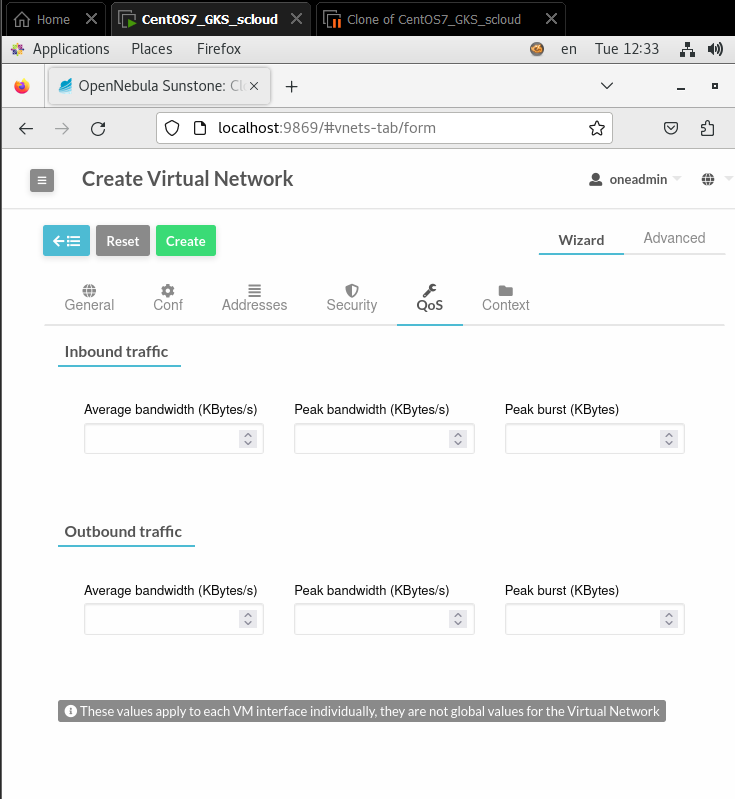 Home CentOS7_GKS_scloud Clone of CentOS7_GKS_scloud
Applications Places Firefox en Tue 12:33
OpenNebula Sunstone: Clo
localhost:9869/#vnets-tab/form
Create Virtual Network oneadmin
Reset Create Wizard Advanced
General Conf Addresses Security QoS Context
Inbound traffic
Average bandwidth (KBytes/s) Peak bandwidth (KBytes/s) Peak burst (KBytes)
Outbound traffic
Average bandwidth (KBytes/s) Peak bandwidth (KBytes/s) Peak burst (KBytes)
These values apply to each VM interface individually, they are not global values for the Virtual Network